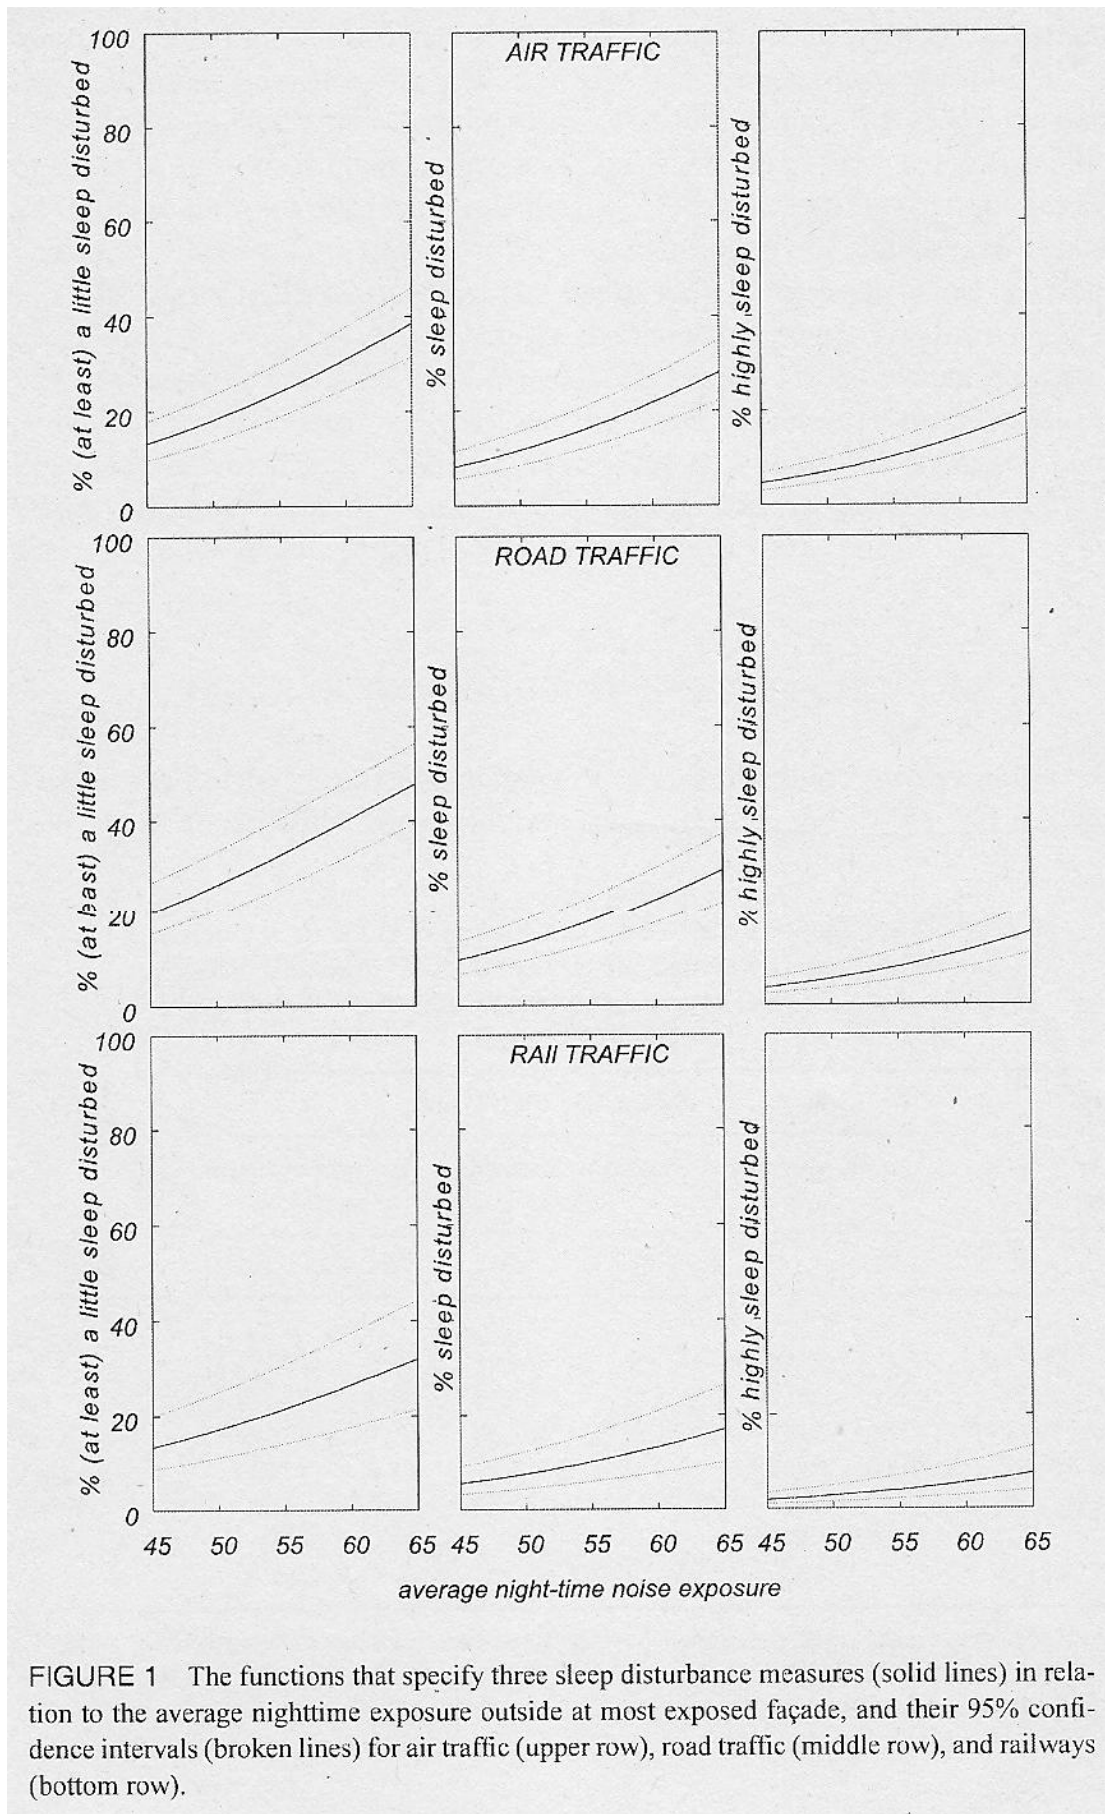 100
80
60
40
20
0
% (at least) a little sleep disturbed
% sleep disturbed
AIR TRAFFIC
% highly sleep disturbed
100
80
60
40
20
0
% (at least) a little sleep disturbed
% sleep disturbed
ROAD TRAFFIC
% highly sleep disturbed
100
80
60
40
20
0
% (at least) a little sleep disturbed
% sleep disturbed
RAIl TRAFFIC
% highly sleep disturbed
45 50 55 60 65 45 50 55 60 65 45 50 55 60 65
average night-time noise exposure
FIGURE 1 The functions that specify three sleep disturbance measures (solid lines) in rela-
tion to the average nighttime exposure outside at most exposed façade, and their 95% confi-
dence intervals (broken lines) for air traffic (upper row), road traffic (middle row), and railways
(bottom row).